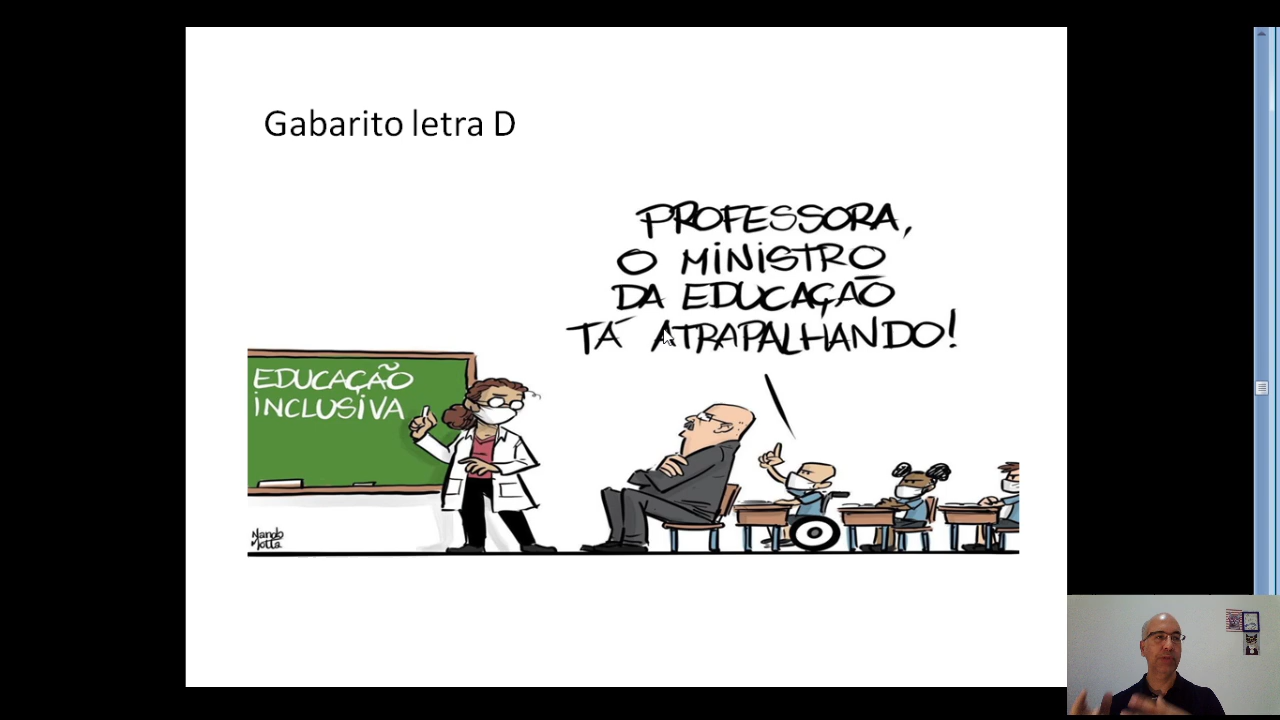 Gabarito letra D
PROFESSORA,
O MINISTRO
DA EDUCAÇÃO
TÁ ATRAPALHANDO!
EDUCAÇÃO
INCLUSIVA
Nando
Motta